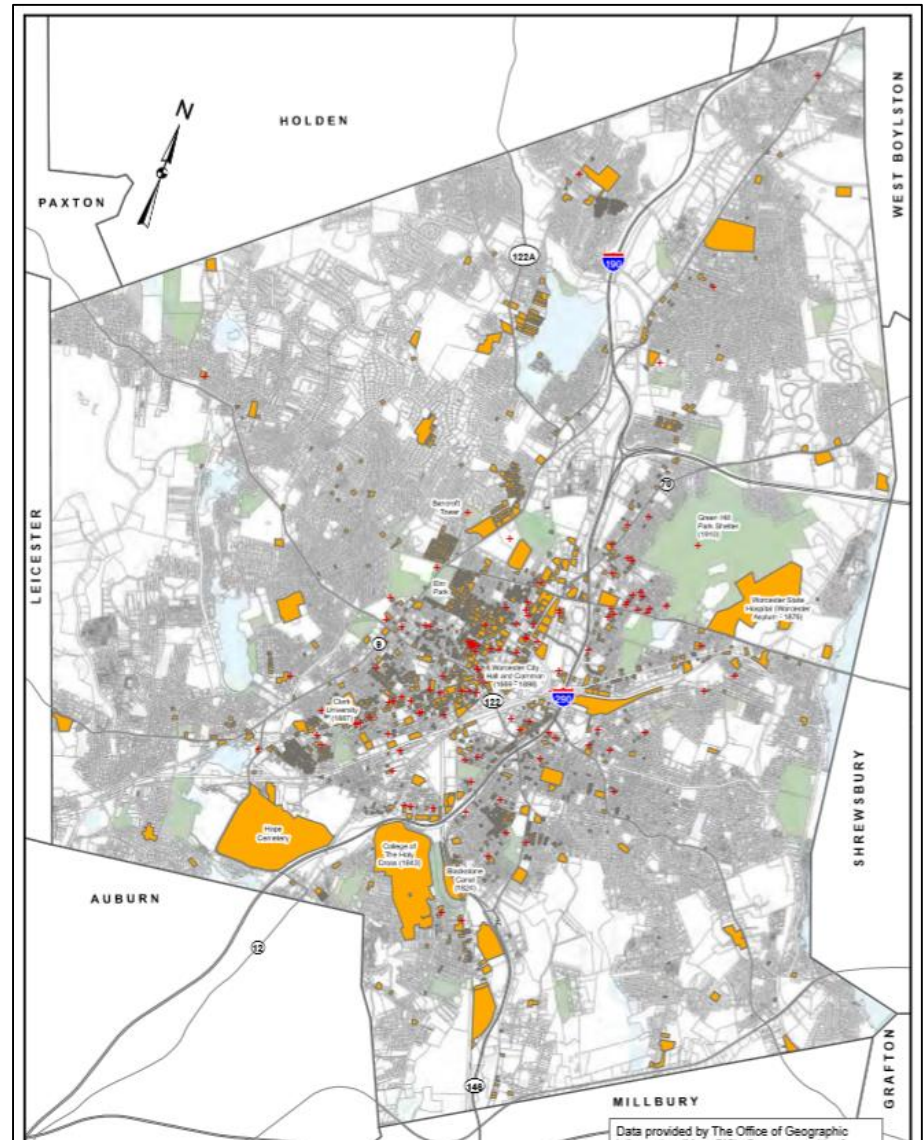 N
HOLDEN
WEST BOYLSTON
PAXTON
122A
190
LEICESTER
70
Bancroft
Tower
Green Hill
Park Shelter
(1910)
Elm
Park
Worcester State
Hospital (Worcester
Asylum - 1876)
9
Worcester City
Hall and Common
Clark
University
(1887)
122
290
SHREWSBURY
Hope
Cemetery
College of
The Holy
Cross (1843)
Blackstone
Canal
AUBURN
12
146
GRAFTON
MILLBURY
Data provided by The Office of Geographic